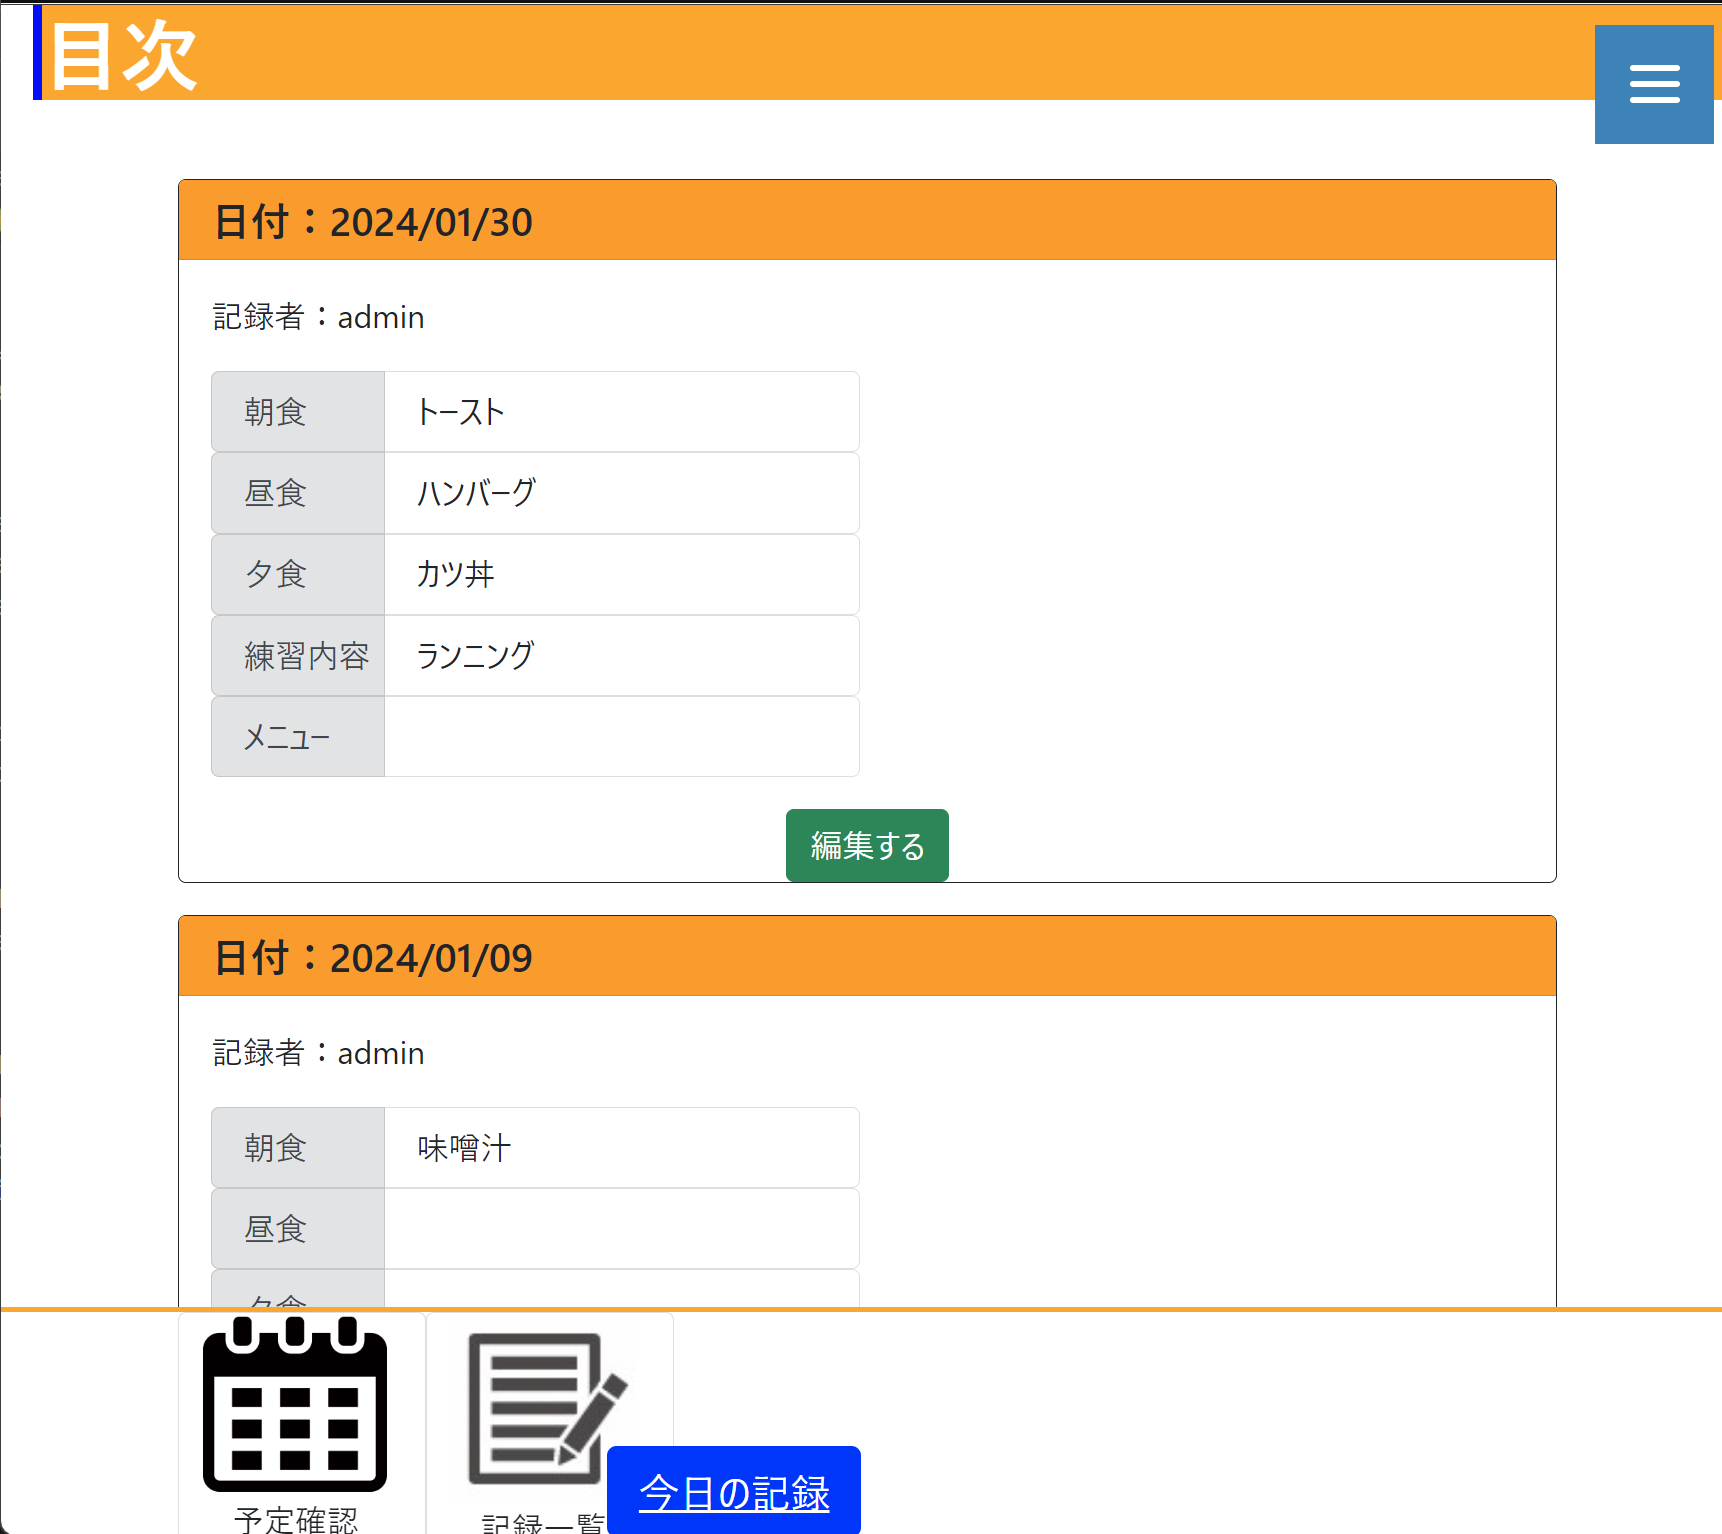 目次
日付：2024/01/30
記録者：admin
朝食 トースト
昼食 ハンバーグ
夕食 カツ丼
練習内容 ランニング
メニュー
編集する
日付：2024/01/09
記録者：admin
朝食 味噌汁
昼食
夕食
予定確認
記録一覧
今日の記録